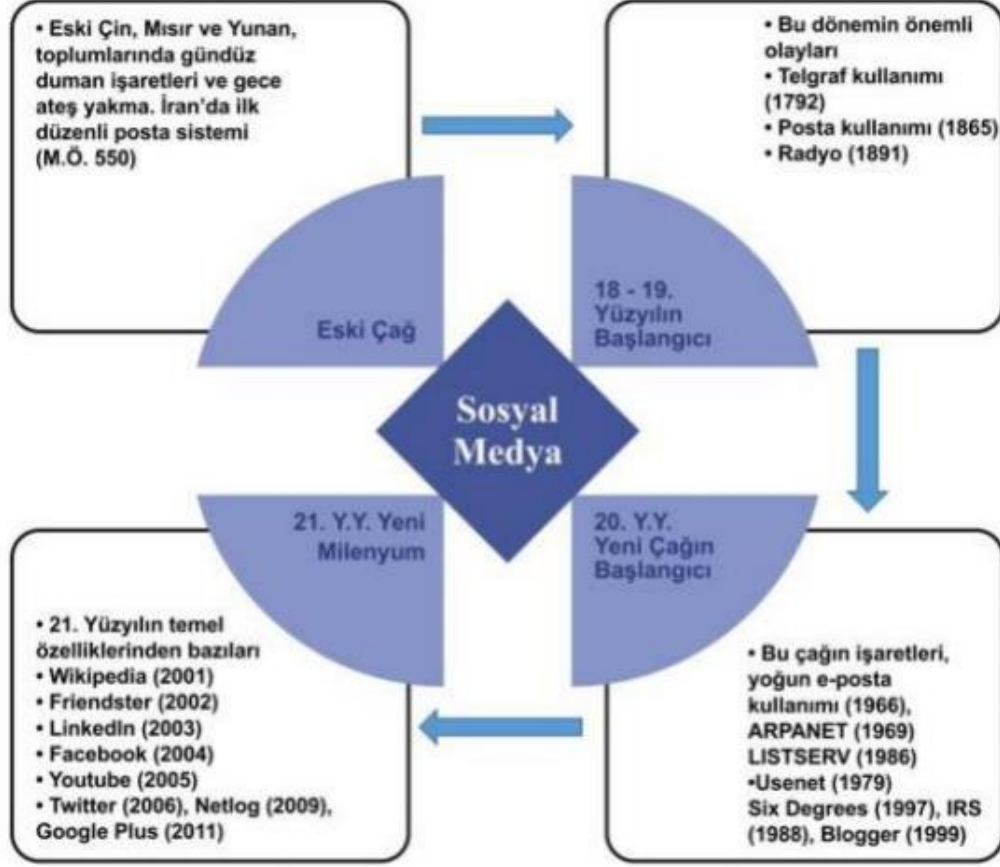 • Eski Çin, Mısır ve Yunan,
toplumlarında gündüz
duman işaretleri ve gece
ateş yakma. İran'da ilk
düzenli posta sistemi
(M.Ö. 550)
Eski Çağ
• Bu dönemin önemli
olayları
• Telgraf kullanımı
(1792)
• Posta kullanımı (1865)
• Radyo (1891)
18 - 19.
Yüzyılın
Başlangıcı
Sosyal
Medya
20. Y.Y.
Yeni Çağın
Başlangıcı
• Bu çağın işaretleri,
yoğun e-posta
kullanımı (1966),
ARPANET (1969)
LISTSERV (1986)
•Usenet (1979)
Six Degrees (1997), IRS
(1988), Blogger (1999)
21. Y.Y. Yeni
Milenyum
• 21. Yüzyılın temel
özelliklerinden bazıları
• Wikipedia (2001)
• Friendster (2002)
• LinkedIn (2003)
• Facebook (2004)
• Youtube (2005)
• Twitter (2006), Netlog (2009),
Google Plus (2011)